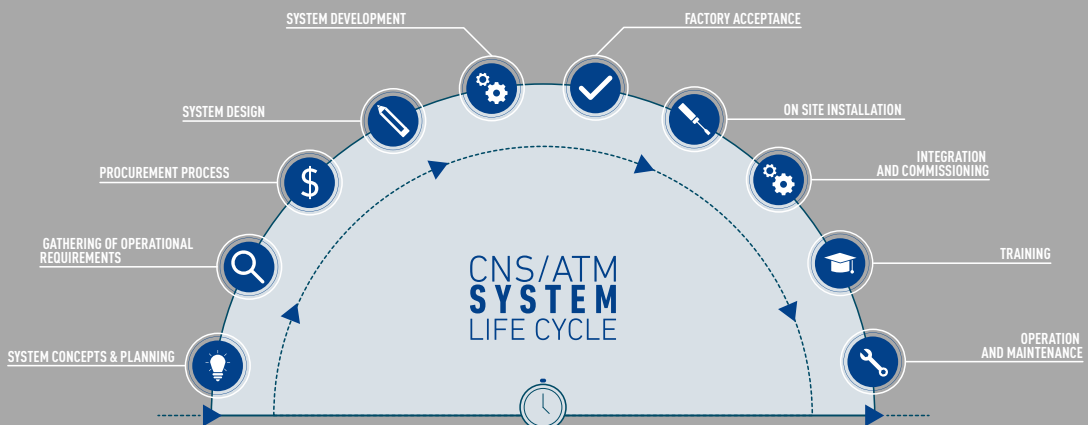 SYSTEM DEVELOPMENT
FACTORY ACCEPTANCE
SYSTEM DESIGN
ON SITE INSTALLATION
PROCUREMENT PROCESS
$
INTEGRATION
AND COMMISSIONING
GATHERING OF OPERATIONAL
REQUIREMENTS
TRAINING
CNS/ATM
SYSTEM
LIFE CYCLE
SYSTEM CONCEPTS & PLANNING
OPERATION
AND MAINTENANCE